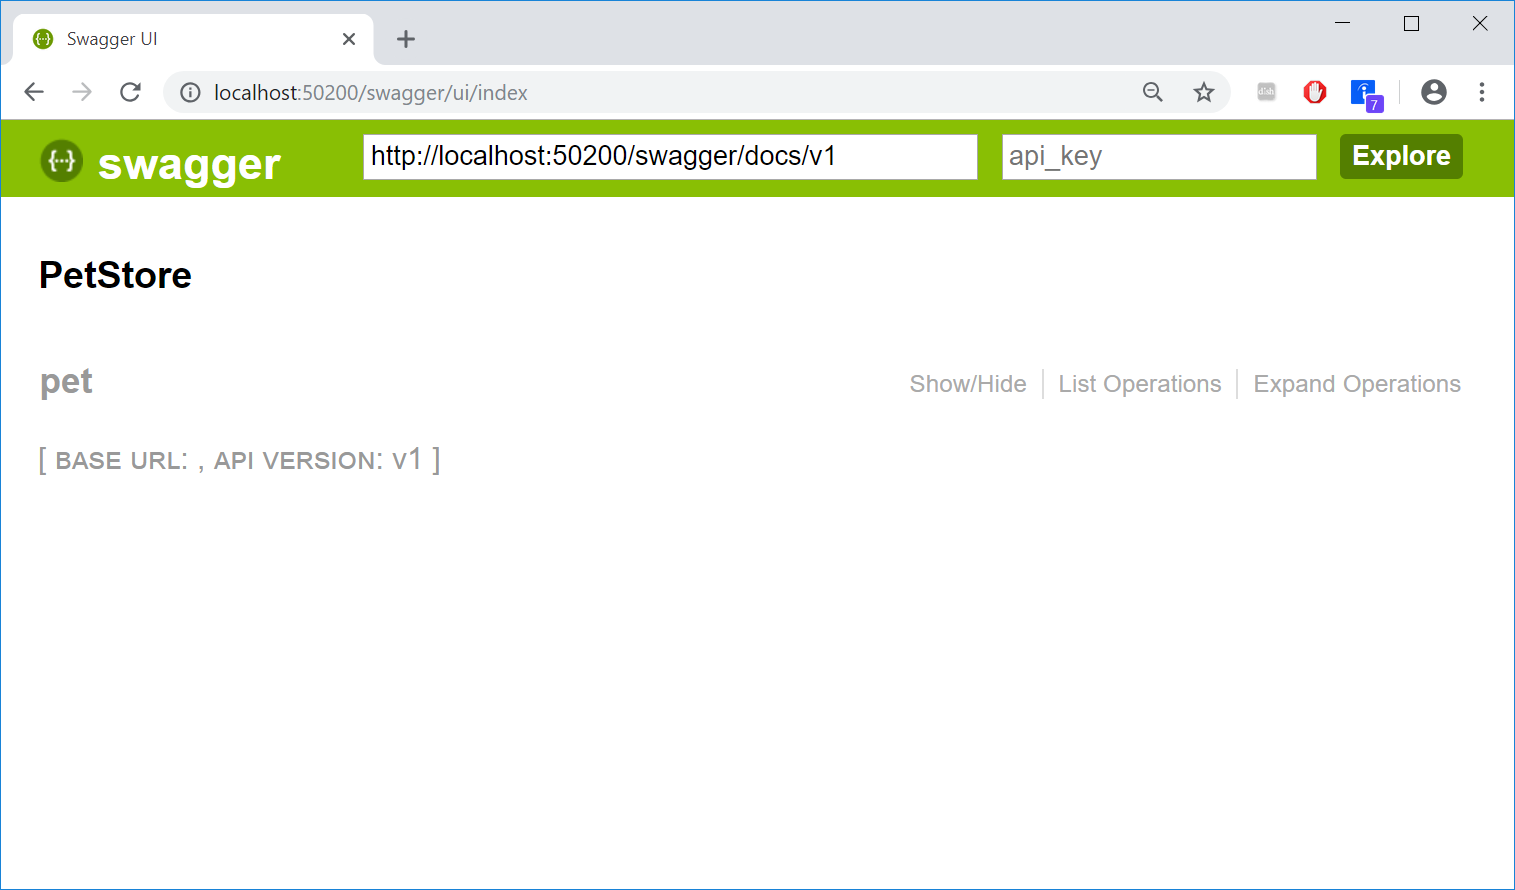 Swagger UI
localhost:50200/swagger/ui/index
7
{···} swagger
http://localhost:50200/swagger/docs/v1
api_key
Explore
PetStore
pet
Show/Hide
List Operations
Expand Operations
[ BASE URL: , API VERSION: v1 ]